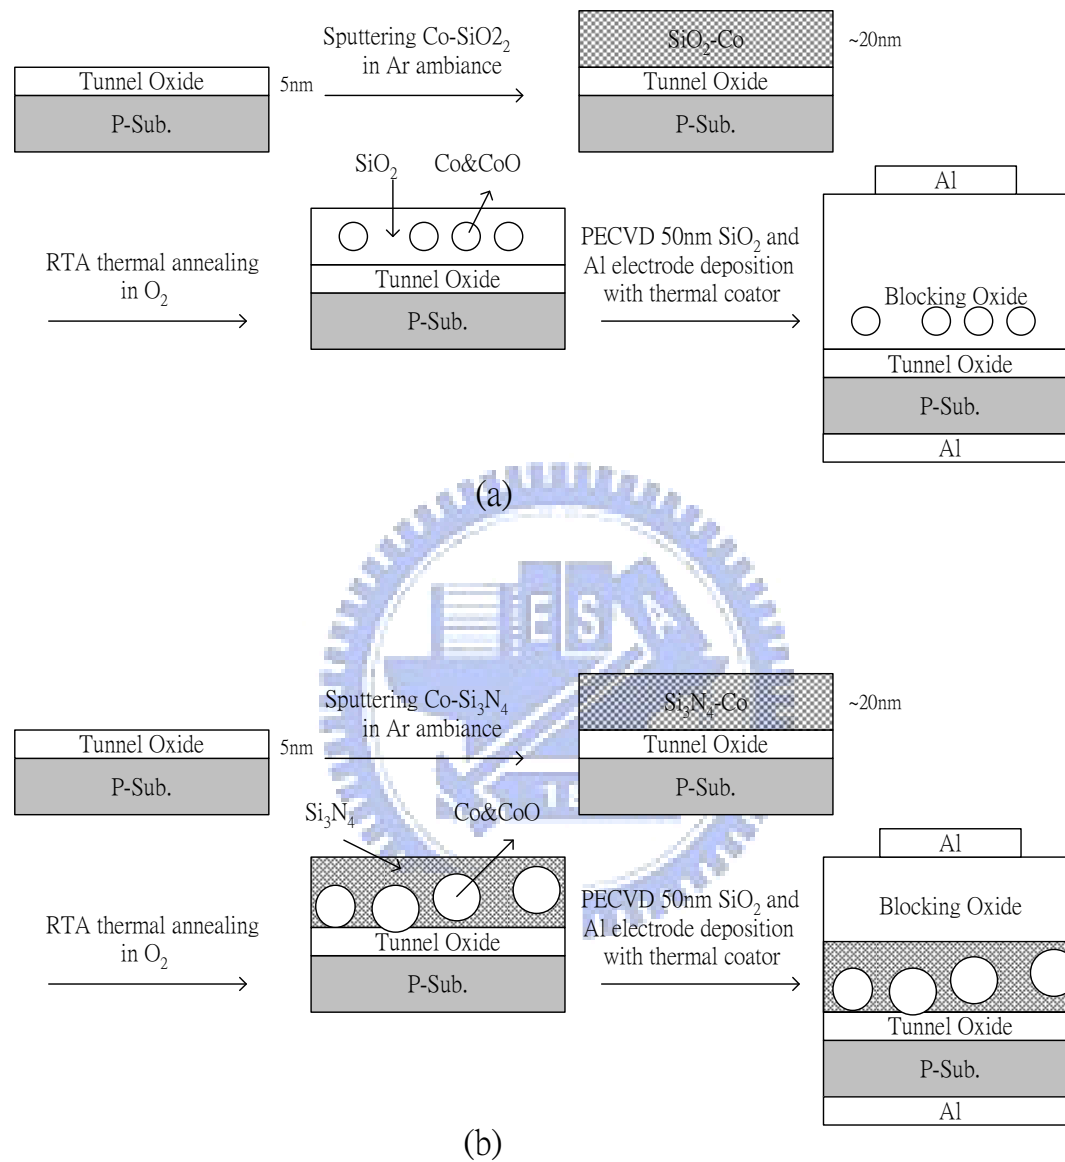 Sputtering Co-SiO2₂
in Ar ambiance
Tunnel Oxide
P-Sub.
5nm
SiO₂-Co
Tunnel Oxide
P-Sub.
~20nm
RTA thermal annealing
in O₂
SiO₂
Co&CoO
Tunnel Oxide
P-Sub.
PECVD 50nm SiO₂ and
Al electrode deposition
with thermal coator
Al
Blocking Oxide
Tunnel Oxide
P-Sub.
Al
(a)
E S A
Sputtering Co-Si₃N₄
in Ar ambiance
Tunnel Oxide
P-Sub.
5nm
Si₃N₄-Co
Tunnel Oxide
P-Sub.
~20nm
RTA thermal annealing
in O₂
Si₃N₄
Co&CoO
Tunnel Oxide
P-Sub.
PECVD 50nm SiO₂ and
Al electrode deposition
with thermal coator
Al
Blocking Oxide
Tunnel Oxide
P-Sub.
Al
(b)